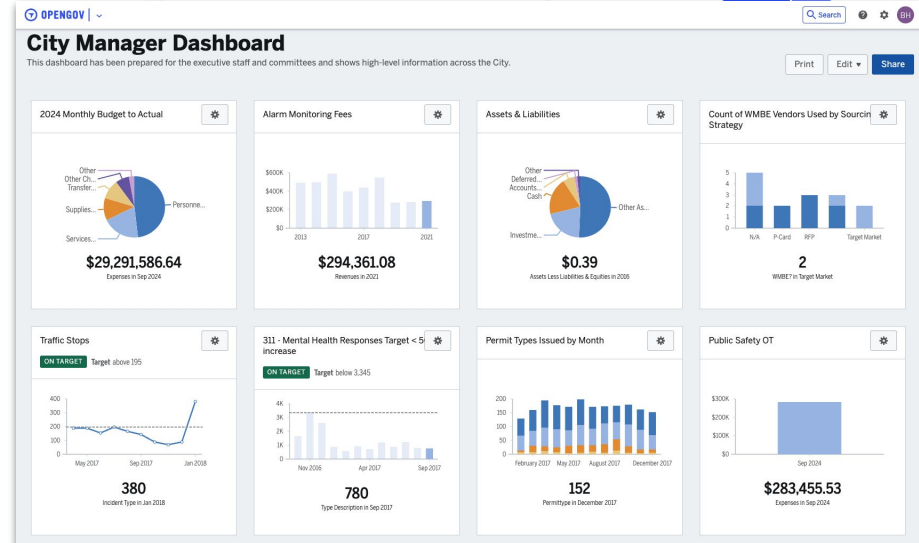 OPENGOV
Search
BH
City Manager Dashboard
This dashboard has been prepared for the executive staff and committees and shows high-level information across the City.
Print
Edit
Share
2024 Monthly Budget to Actual
Other
Other Ch...
Transfer...
Supplies...
Services...
Personne...
$29,291,586.64
Expenses in Sep 2024
Alarm Monitoring Fees
$600K
$400K
$200K
$0
2013
2017
2021
$294,361.08
Revenues in 2021
Assets & Liabilities
Other
Deferred...
Accounts...
Cash
Investme...
Other As...
$0.39
Assets Less Liabilities & Equities in 2016
Count of WMBE Vendors Used by Sourcin
Strategy
5
4
3
2
1
0
N/A
P-Card
RFP
Target Market
2
WMBE? in Target Market
Traffic Stops
ON TARGET
Target above 195
400
300
200
100
0
May 2017
Sep 2017
Jan 2018
380
Incident Type in Jan 2018
311 - Mental Health Responses Target < 5
increase
ON TARGET
Target below 3,345
4K
3K
2K
1K
0
Nov 2016
Apr 2017
Sep 2017
780
Type Description in Sep 2017
Permit Types Issued by Month
200
150
100
50
0
February 2017
May 2017
August 2017
December 2017
152
Permittype in December 2017
Public Safety OT
$300K
$200K
$100K
$0
Sep 2024
$283,455.53
Expenses in Sep 2024